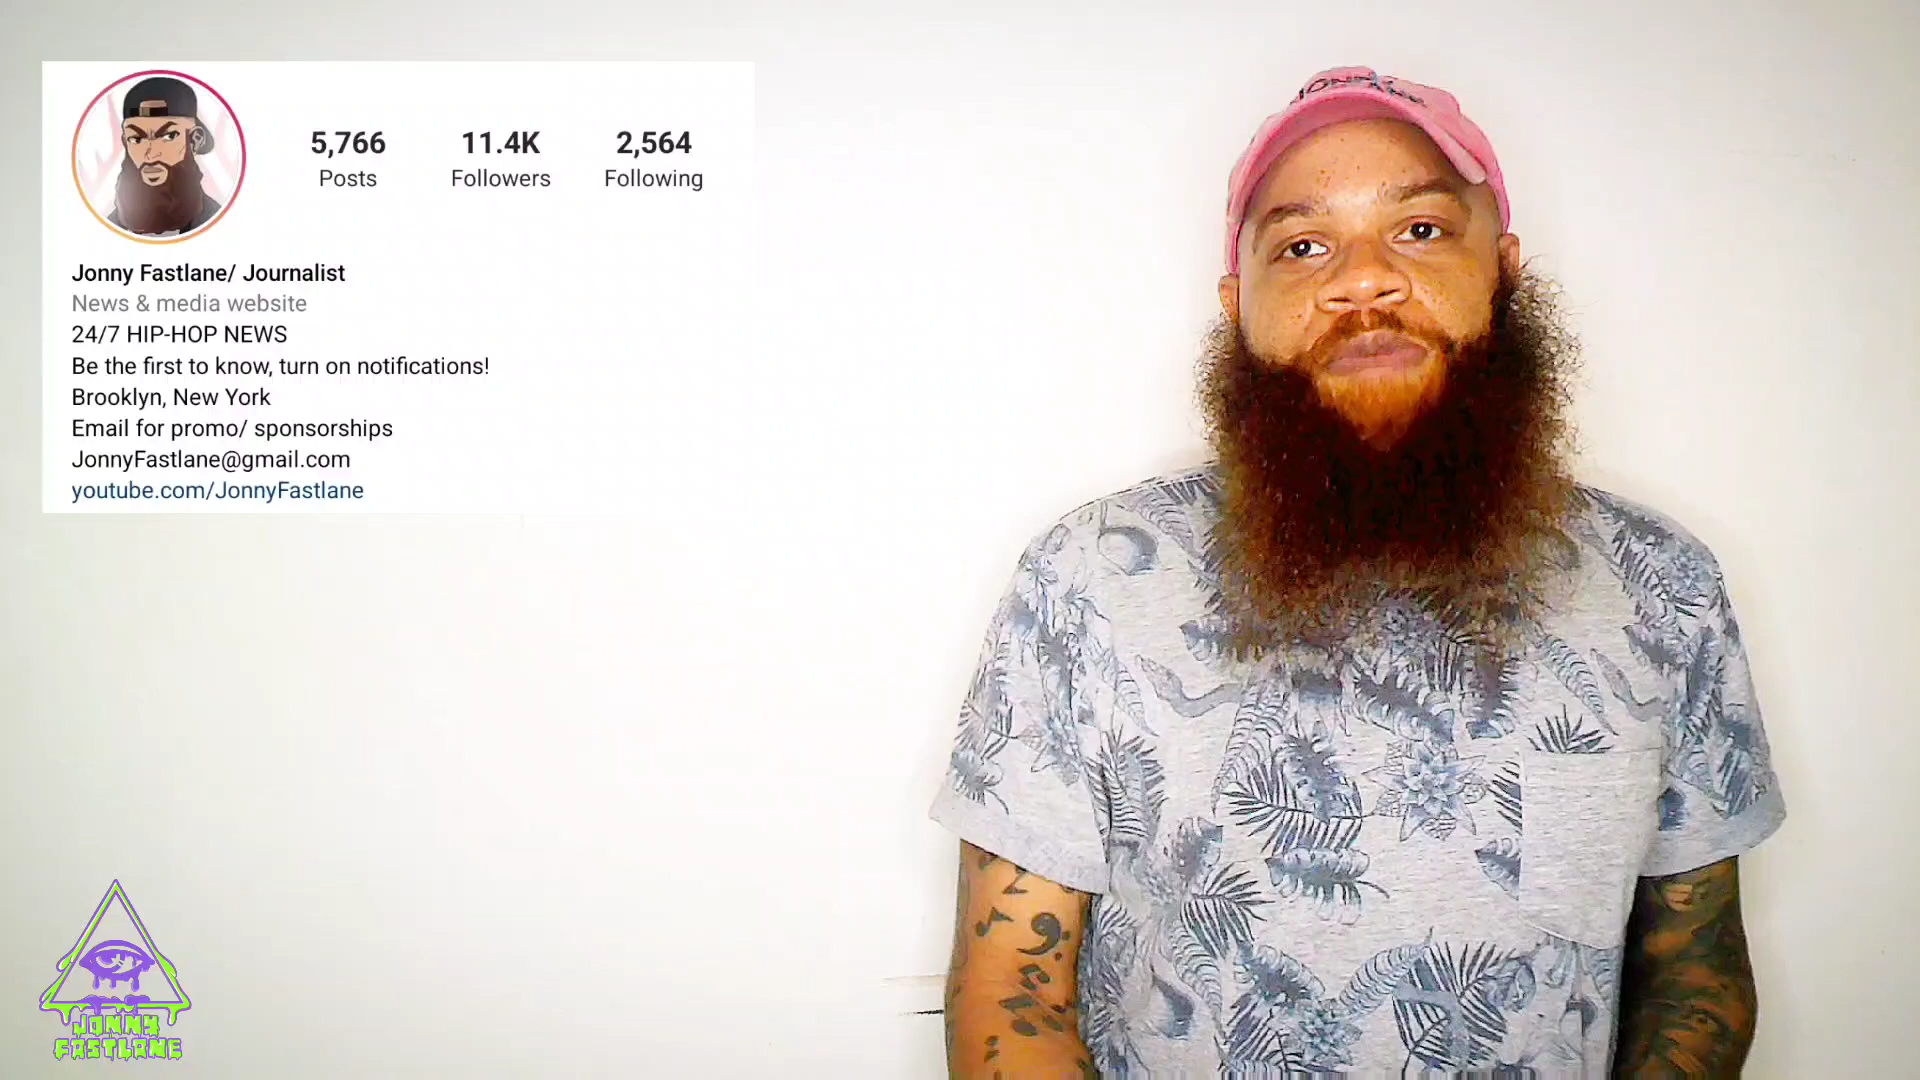 5,766 11.4K 2,564
Posts Followers Following
Jonny Fastlane/ Journalist
News & media website
24/7 HIP-HOP NEWS
Be the first to know, turn on notifications!
Brooklyn, New York
Email for promo/ sponsorships
JonnyFastlane@gmail.com
youtube.com/JonnyFastlane
JONNY
FASTLANE